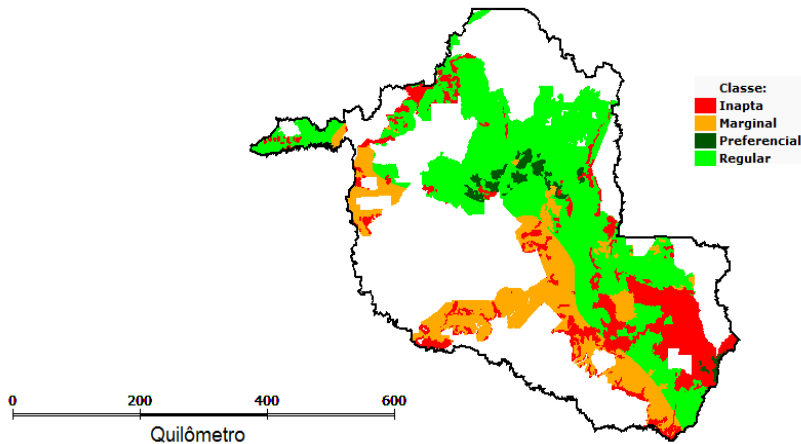 Classe:
Inapta
Marginal
Preferencial
Regular
0 200 400 600
Quilômetro